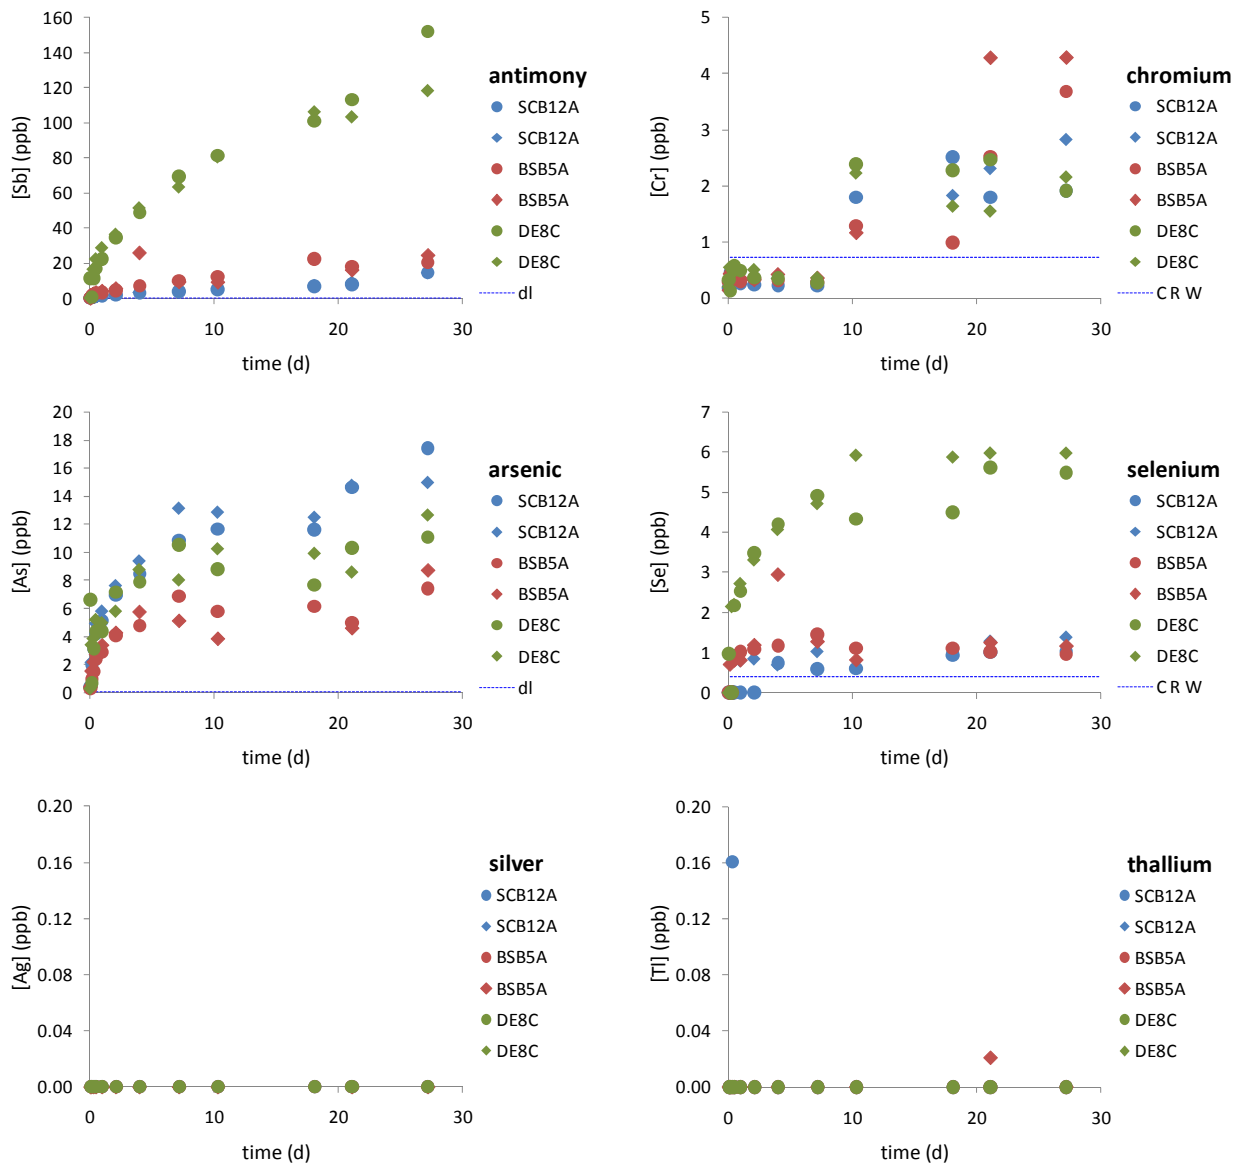 160
140
120
100
80
60
40
20
0
[Sb] (ppb)
0 10 20 30
time (d)
antimony
SCB12A
SCB12A
BSB5A
BSB5A
DE8C
DE8C
dl
5
4
3
2
1
0
[Cr] (ppb)
0 10 20 30
time (d)
chromium
SCB12A
SCB12A
BSB5A
BSB5A
DE8C
DE8C
C R W
20
18
16
14
12
10
8
6
4
2
0
[As] (ppb)
0 10 20 30
time (d)
arsenic
SCB12A
SCB12A
BSB5A
BSB5A
DE8C
DE8C
dl
7
6
5
4
3
2
1
0
[Se] (ppb)
0 10 20 30
time (d)
selenium
SCB12A
SCB12A
BSB5A
BSB5A
DE8C
DE8C
C R W
0.20
0.16
0.12
0.08
0.04
0.00
[Ag] (ppb)
0 10 20 30
time (d)
silver
SCB12A
SCB12A
BSB5A
BSB5A
DE8C
DE8C
0.20
0.16
0.12
0.08
0.04
0.00
[Tl] (ppb)
0 10 20 30
time (d)
thallium
SCB12A
SCB12A
BSB5A
BSB5A
DE8C
DE8C